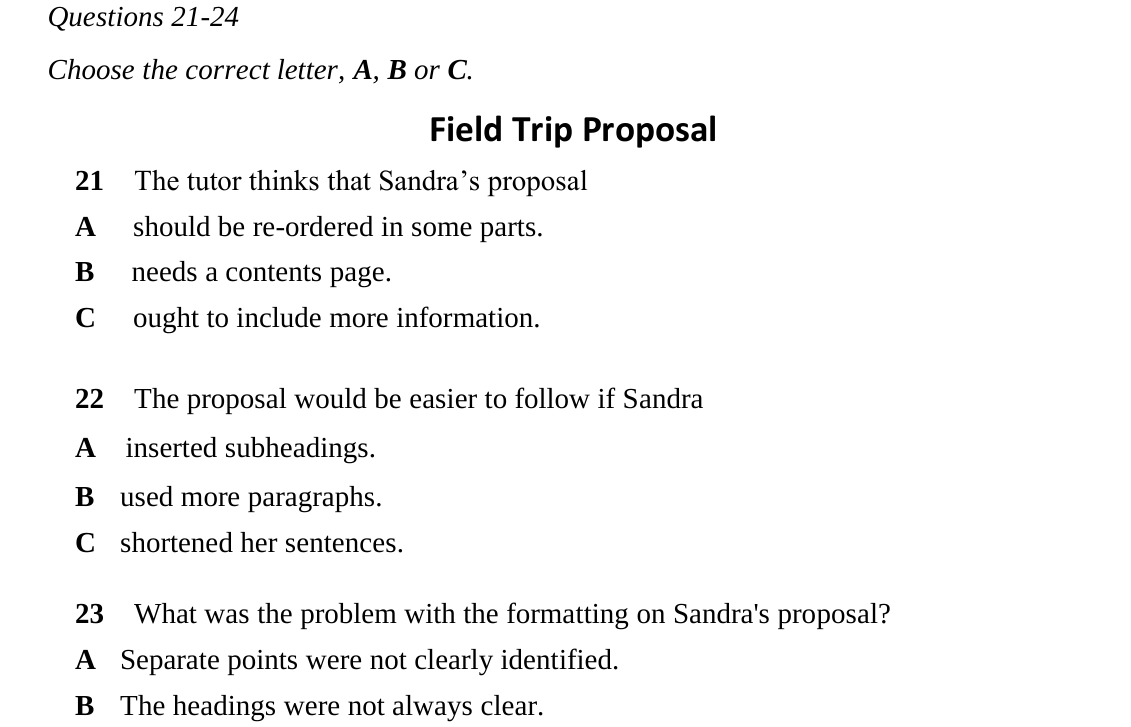 Questions 21-24
Choose the correct letter, A, B or C.
Field Trip Proposal
21 The tutor thinks that Sandra’s proposal
A should be re-ordered in some parts.
B needs a contents page.
C ought to include more information.
22 The proposal would be easier to follow if Sandra
A inserted subheadings.
B used more paragraphs.
C shortened her sentences.
23 What was the problem with the formatting on Sandra's proposal?
A Separate points were not clearly identified.
B The headings were not always clear.